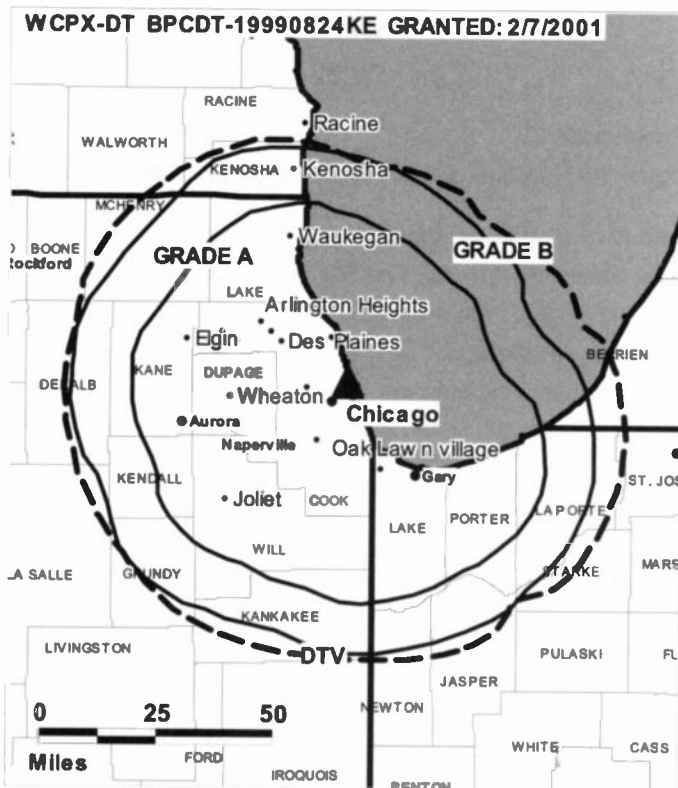 WCPX-DT BPCDT-19990824KE GRANTED: 2/7/2001
RACINE
Racine
WALWORTH
KENOSHA
Kenosha
MCHENRY
BOONE
Rockford
GRADE A
Waukegan
GRADE B
LAKE
Arlington Heights
Elgin
Des Plaines
BERRIEN
KANE
DUPAGE
DEKALB
Wheaton
Chicago
Aurora
Naperville
Oak Lawn village
Gary
KENDALL
ST. JOS
Joliet
COOK
LAKE
PORTER
LAPORTE
WILL
LA SALLE
GRUNDY
STARKE
MARS
KANKAKEE
LIVINGSTON
DTV
PULASKI
FU
JASPER
NEWTON
0 25 50
Miles
FORD
WHITE
CASS
IROQUOIS
BENTON